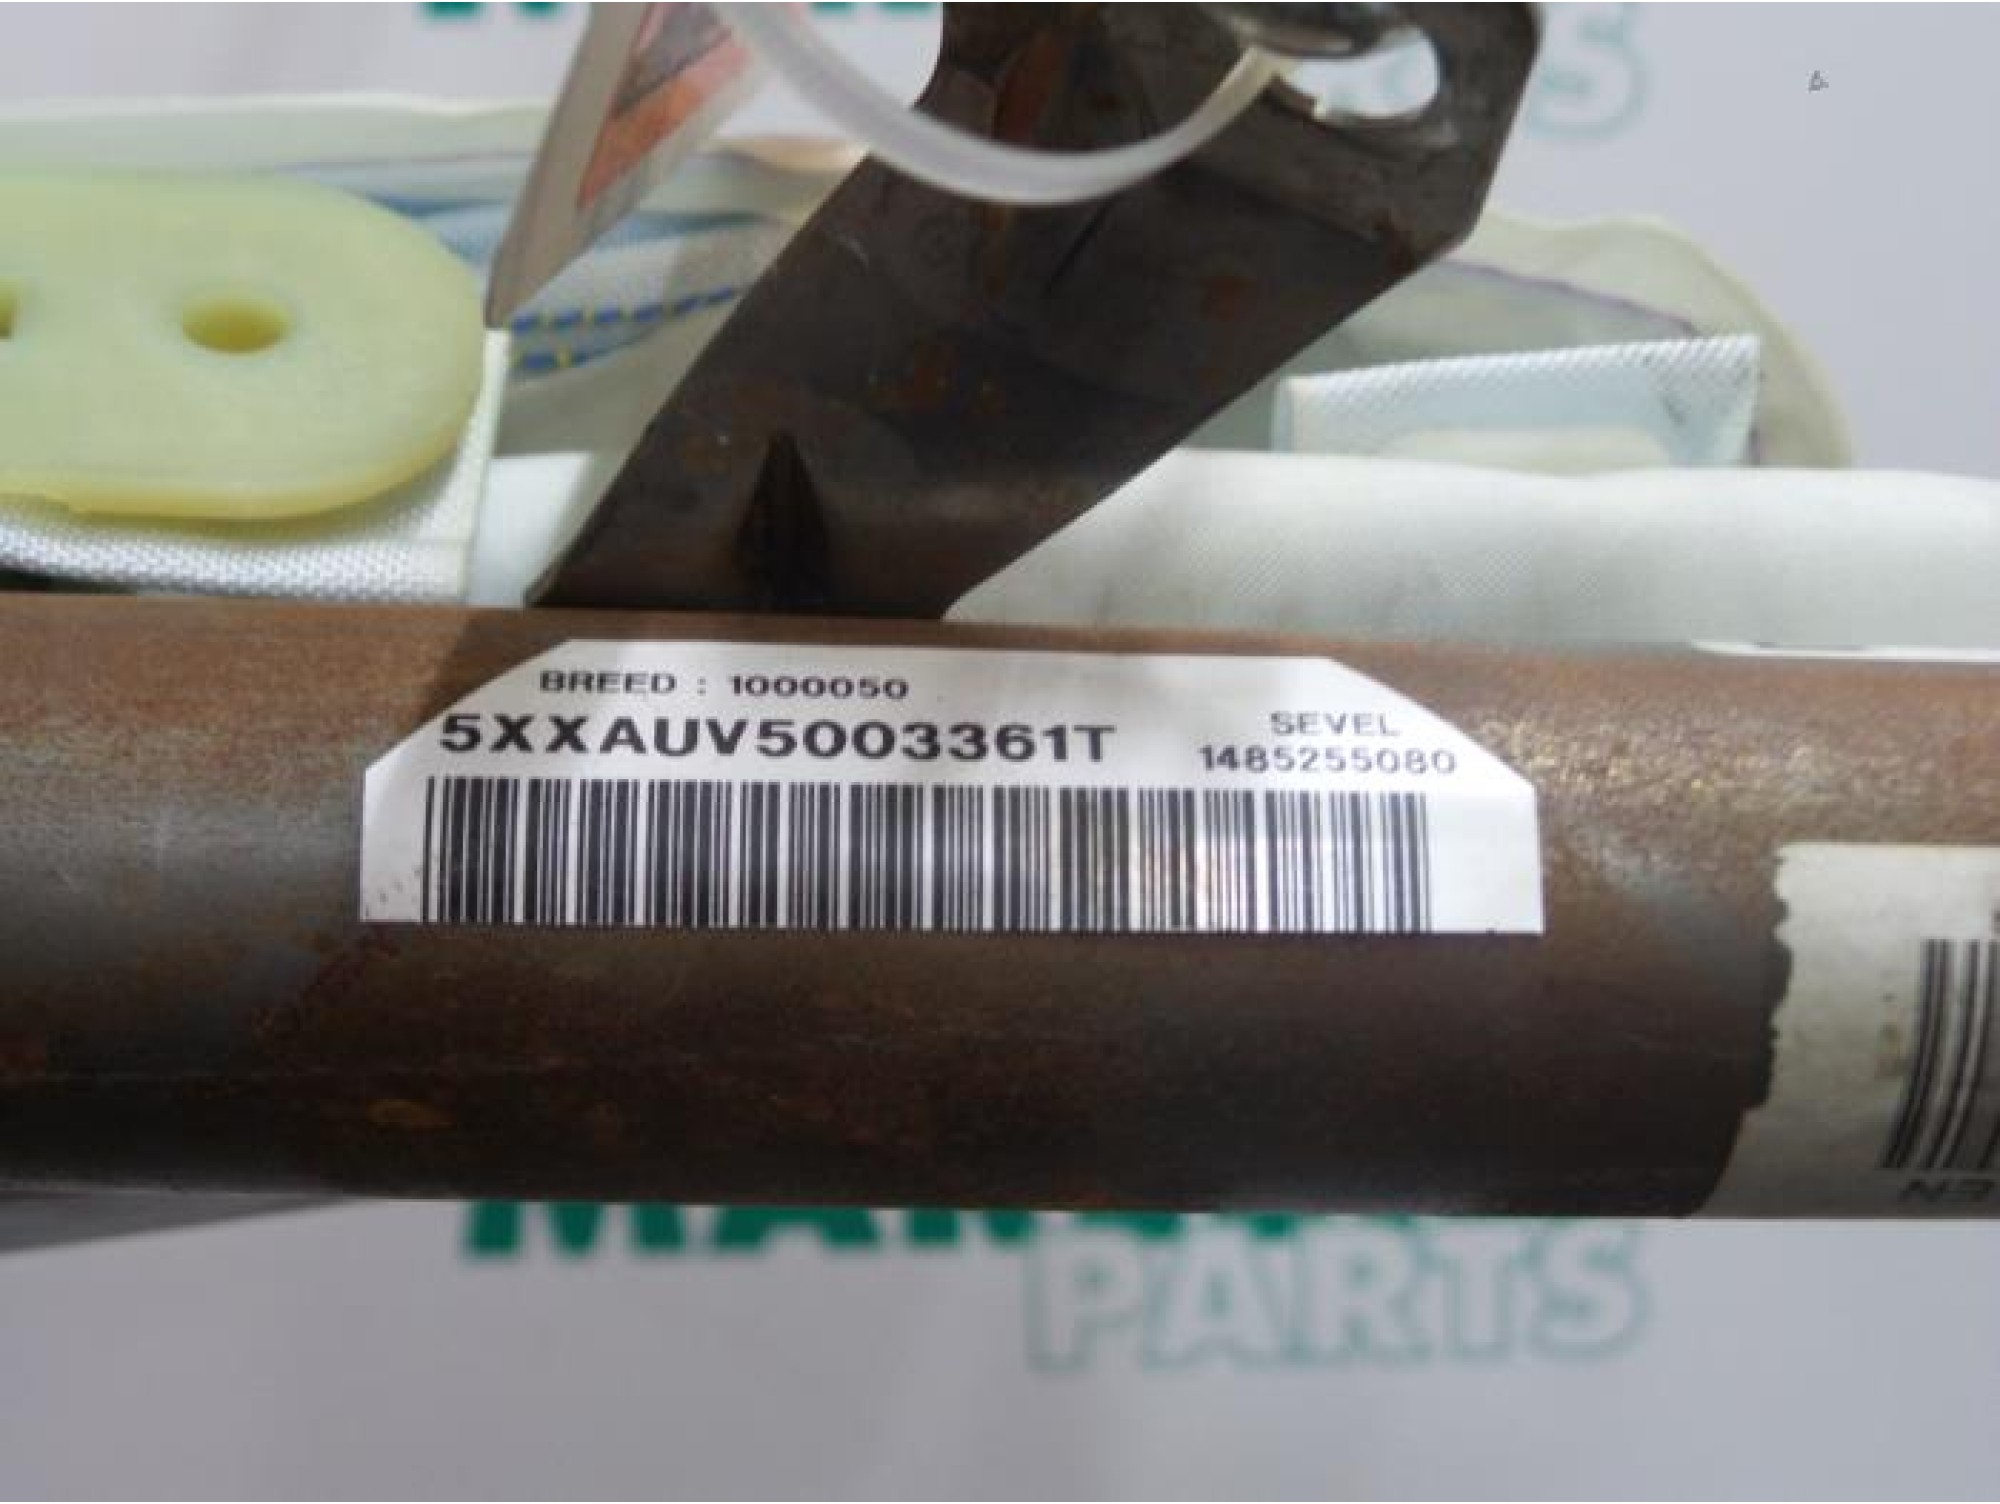 BREED : 1000050
5XXAUV5003361T
SEVEL
1485255080
PARTS